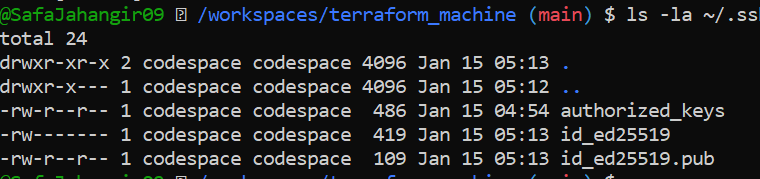 @SafaJahangir09 /workspaces/terraform_machine (main) $ ls -la ~/.ssh
total 24
drwxr-xr-x 2 codespace codespace 4096 Jan 15 05:13 .
drwxr-x--- 1 codespace codespace 4096 Jan 15 05:12 ..
-rw-r--r-- 1 codespace codespace  486 Jan 15 04:54 authorized_keys
-rw------- 1 codespace codespace  419 Jan 15 05:13 id_ed25519
-rw-r--r-- 1 codespace codespace  109 Jan 15 05:13 id_ed25519.pub